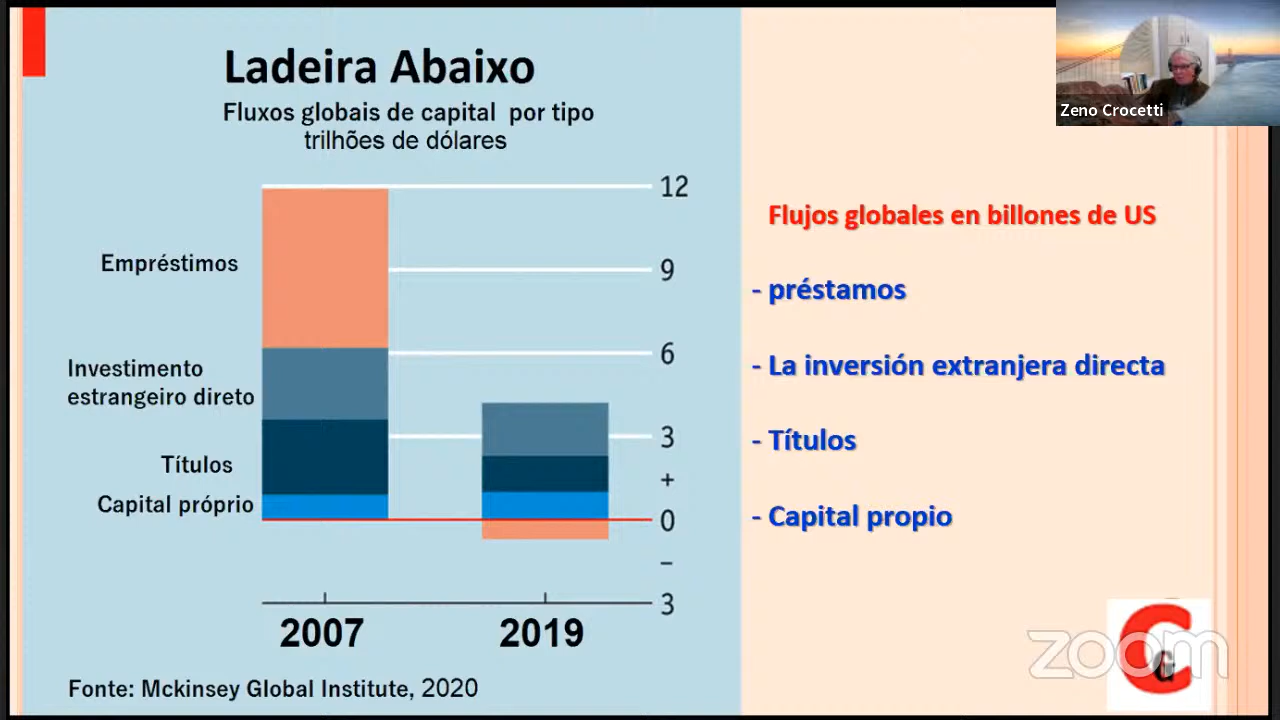 Ladeira Abaixo
Fluxos globais de capital por tipo
trilhões de dólares
12
Empréstimos
9
6
Investimento
estrangeiro direto
3
Títulos
+
Capital próprio
0
–
3
2007
2019
Fonte: Mckinsey Global Institute, 2020
Zeno Crocetti
Flujos globales en billones de US
- préstamos
- La inversión extranjera directa
- Títulos
- Capital propio
zoom
C
G